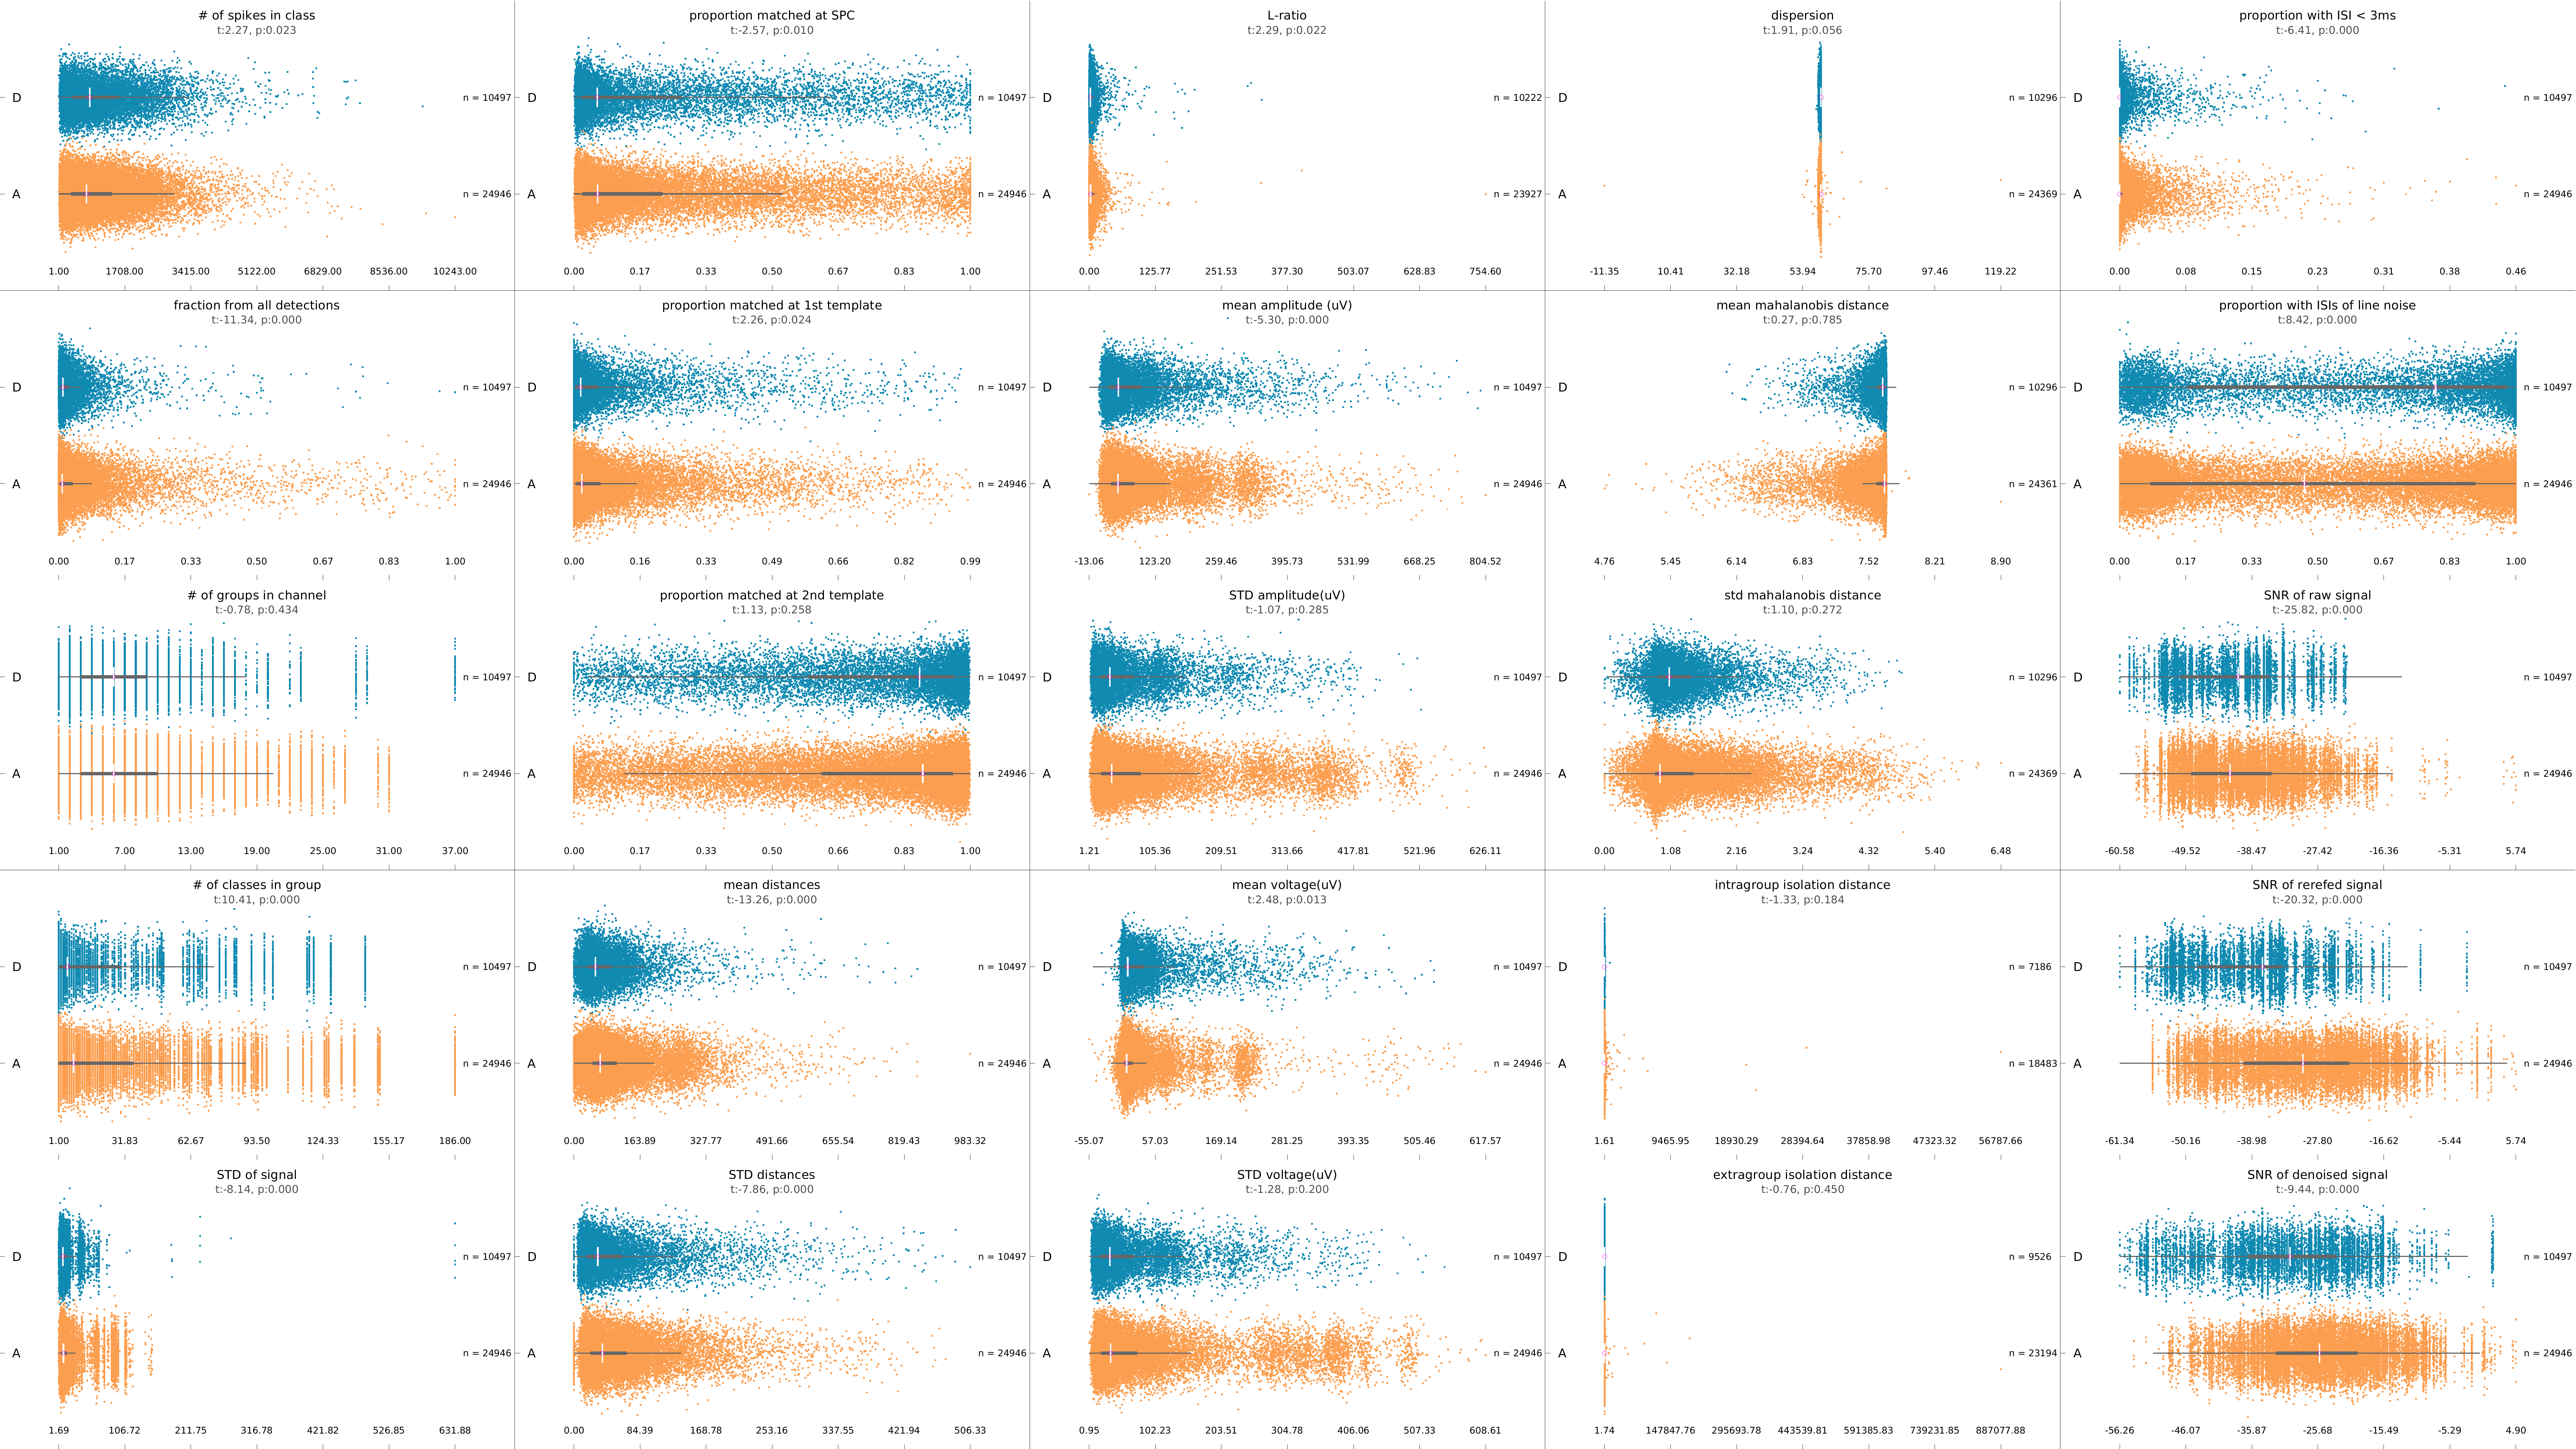 # of spikes in class
t:2.27, p:0.023
D
n = 10497
A
n = 24946
1.00 1708.00 3415.00 5122.00 6829.00 8536.00 10243.00
proportion matched at SPC
t:-2.57, p:0.010
D
n = 10497
A
n = 24946
0.00 0.17 0.33 0.50 0.67 0.83 1.00
L-ratio
t:2.29, p:0.022
D
n = 10222
A
n = 23927
0.00 125.77 251.53 377.30 503.07 628.83 754.60
dispersion
t:1.91, p:0.056
D
n = 10296
A
n = 24369
-11.35 10.41 32.18 53.94 75.70 97.46 119.22
proportion with ISI < 3ms
t:-6.41, p:0.000
D
n = 10497
A
n = 24946
0.00 0.08 0.15 0.23 0.31 0.38 0.46
fraction from all detections
t:-11.34, p:0.000
D
n = 10497
A
n = 24946
0.00 0.17 0.33 0.50 0.67 0.83 1.00
proportion matched at 1st template
t:2.26, p:0.024
D
n = 10497
A
n = 24946
0.00 0.16 0.33 0.49 0.66 0.82 0.99
mean amplitude (uV)
t:-5.30, p:0.000
D
n = 10497
A
n = 24946
-13.06 123.20 259.46 395.73 531.99 668.25 804.52
mean mahalanobis distance
t:0.27, p:0.785
D
n = 10296
A
n = 24361
4.76 5.45 6.14 6.83 7.52 8.21 8.90
proportion with ISIs of line noise
t:8.42, p:0.000
D
n = 10497
A
n = 24946
0.00 0.17 0.33 0.50 0.67 0.83 1.00
# of groups in channel
t:-0.78, p:0.434
D
n = 10497
A
n = 24946
1.00 7.00 13.00 19.00 25.00 31.00 37.00
proportion matched at 2nd template
t:1.13, p:0.258
D
n = 10497
A
n = 24946
0.00 0.17 0.33 0.50 0.66 0.83 1.00
STD amplitude(uV)
t:-1.07, p:0.285
D
n = 10497
A
n = 24946
1.21 105.36 209.51 313.66 417.81 521.96 626.11
std mahalanobis distance
t:1.10, p:0.272
D
n = 10296
A
n = 24369
0.00 1.08 2.16 3.24 4.32 5.40 6.48
SNR of raw signal
t:-25.82, p:0.000
D
n = 10497
A
n = 24946
-60.58 -49.52 -38.47 -27.42 -16.36 -5.31 5.74
# of classes in group
t:10.41, p:0.000
D
n = 10497
A
n = 24946
1.00 31.83 62.67 93.50 124.33 155.17 186.00
mean distances
t:-13.26, p:0.000
D
n = 10497
A
n = 24946
0.00 163.89 327.77 491.66 655.54 819.43 983.32
mean voltage(uV)
t:2.48, p:0.013
D
n = 10497
A
n = 24946
-55.07 57.03 169.14 281.25 393.35 505.46 617.57
intragroup isolation distance
t:-1.33, p:0.184
D
n = 7186
A
n = 18483
1.61 9465.95 18930.29 28394.64 37858.98 47323.32 56787.66
SNR of rerefed signal
t:-20.32, p:0.000
D
n = 10497
A
n = 24946
-61.34 -50.16 -38.98 -27.80 -16.62 -5.44 5.74
STD of signal
t:-8.14, p:0.000
D
n = 10497
A
n = 24946
1.69 106.72 211.75 316.78 421.82 526.85 631.88
STD distances
t:-7.86, p:0.000
D
n = 10497
A
n = 24946
0.00 84.39 168.78 253.16 337.55 421.94 506.33
STD voltage(uV)
t:-1.28, p:0.200
D
n = 10497
A
n = 24946
0.95 102.23 203.51 304.78 406.06 507.33 608.61
extragroup isolation distance
t:-0.76, p:0.450
D
n = 9526
A
n = 23194
1.74 147847.76 295693.78 443539.81 591385.83 739231.85 887077.88
SNR of denoised signal
t:-9.44, p:0.000
D
n = 10497
A
n = 24946
-56.26 -46.07 -35.87 -25.68 -15.49 -5.29 4.90